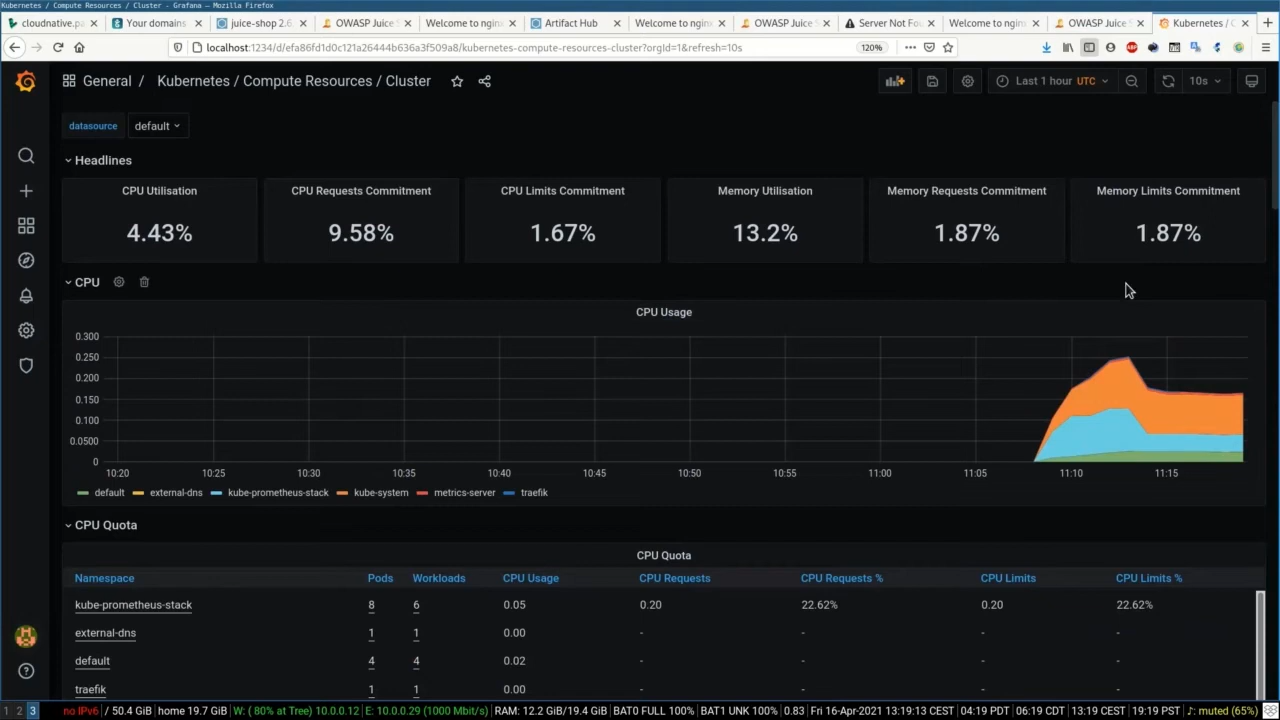 Kubernetes / Compute Resources / Cluster - Grafana — Mozilla Firefox
cloudnative.pa
Your domains
juice-shop 2.6
OWASP Juice S
Welcome to nginx
Artifact Hub
Welcome to nginx
OWASP Juice S
Server Not Fou
Welcome to nginx
OWASP Juice S
Kubernetes / C
localhost:1234/d/efa86fd1d0c121a26444b636a3f509a8/kubernetes-compute-resources-cluster?orgId=1&refresh=10s
120%
General / Kubernetes / Compute Resources / Cluster
Last 1 hour UTC
10s
datasource default
Headlines
CPU Utilisation
4.43%
CPU Requests Commitment
9.58%
CPU Limits Commitment
1.67%
Memory Utilisation
13.2%
Memory Requests Commitment
1.87%
Memory Limits Commitment
1.87%
CPU
CPU Usage
0.300
0.250
0.200
0.150
0.100
0.0500
0
10:20 10:25 10:30 10:35 10:40 10:45 10:50 10:55 11:00 11:05 11:10 11:15
default external-dns kube-prometheus-stack kube-system metrics-server traefik
CPU Quota
CPU Quota
Namespace Pods Workloads CPU Usage CPU Requests CPU Requests % CPU Limits CPU Limits %
kube-prometheus-stack 8 6 0.05 0.20 22.62% 0.20 22.62%
external-dns 1 1 0.00 - - - -
default 4 4 0.02 - - - -
traefik 1 1 0.00 - - - -
1 2 3 no IPv6 / 50.4 GiB home 19.7 GiB W: ( 80% at Tree) 10.0.0.12 E: 10.0.0.29 (1000 Mbit/s) RAM: 12.2 GiB/19.4 GiB BAT0 FULL 100% BAT1 UNK 100% 0.83 Fri 16-Apr-2021 13:19:13 CEST 04:19 PDT 06:19 CDT 13:19 CEST 19:19 PST ♪: muted (65%)